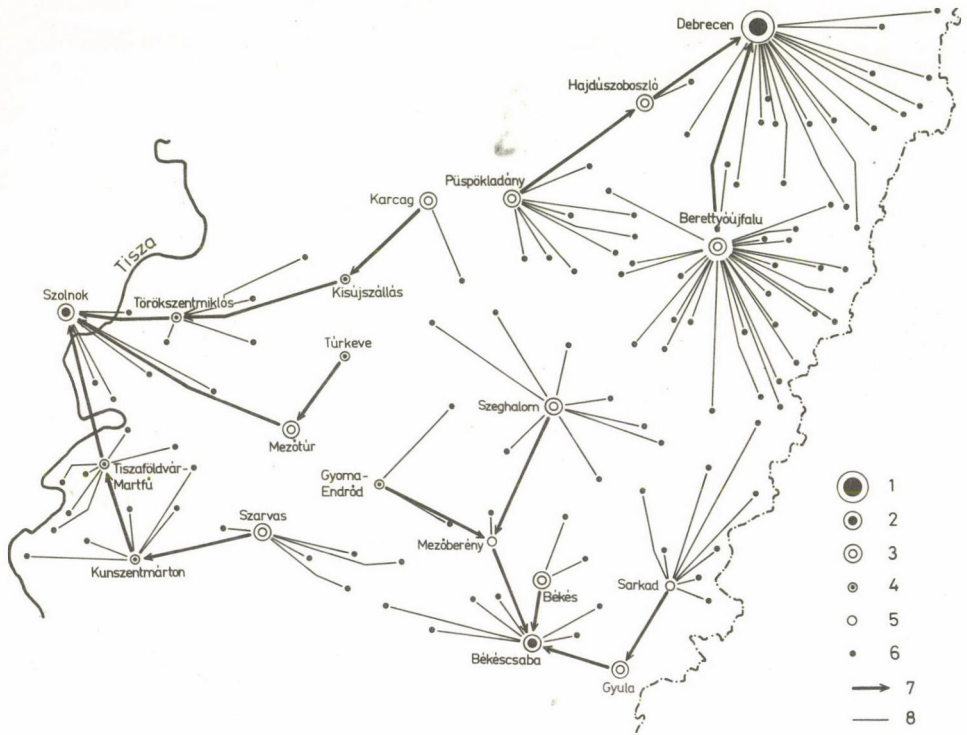 Debrecen
Hajdúszoboszló
Püspökladány
Karcag
Berettyóújfalu
Tisza
Kisújszállás
Szolnok
Törökszentmiklós
Túrkeve
Szeghalom
Mezőtúr
Tiszaföldvár-
Martfű
Gyoma-
Endrőd
Szarvas
Mezőberény
Kunszentmárton
Békés
Sarkad
Békéscsaba
Gyula
1
2
3
4
5
6
7
8